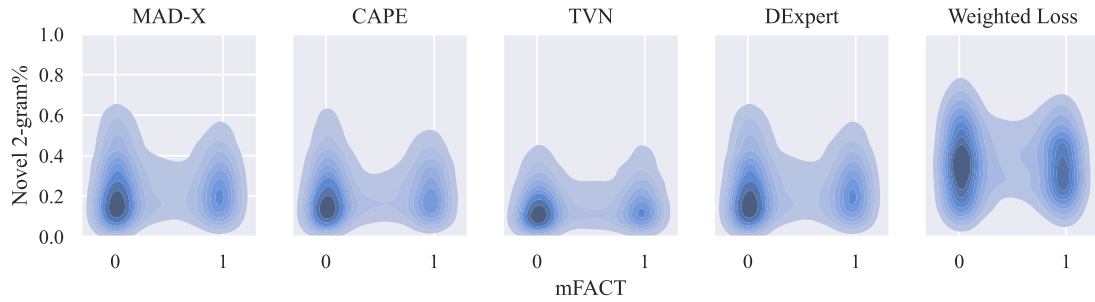 MAD-X CAPE TVN DExpert Weighted Loss
Novel 2-gram%
1.0
0.8
0.6
0.4
0.2
0.0
0 1 0 1 0 1 0 1 0 1
mFACT